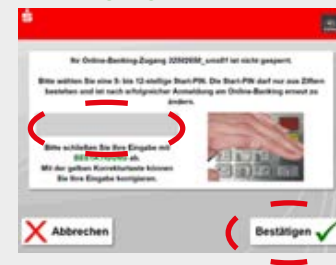 Ihr Online-Banking-Zugang ist nicht gesperrt.
Bitte wählen Sie eine 5- bis 12-stellige Start-PIN. Die Start-PIN darf nur aus Ziffern
bestehen und ist nach erfolgreicher Anmeldung am Online-Banking erneut zu
ändern.
Bitte schließen Sie Ihre Eingabe mit
BESTÄTIGUNG ab.
Mit der gelben Korrekturtaste können
Sie Ihre Eingabe korrigieren.
Abbrechen
Bestätigen